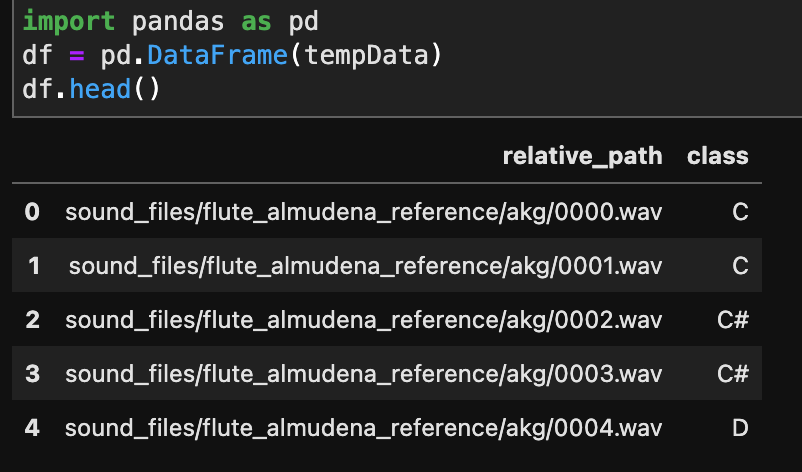 import pandas as pd
df = pd.DataFrame(tempData)
df.head()
relative_path class
0 sound_files/flute_almudena_reference/akg/0000.wav C
1 sound_files/flute_almudena_reference/akg/0001.wav C
2 sound_files/flute_almudena_reference/akg/0002.wav C#
3 sound_files/flute_almudena_reference/akg/0003.wav C#
4 sound_files/flute_almudena_reference/akg/0004.wav D